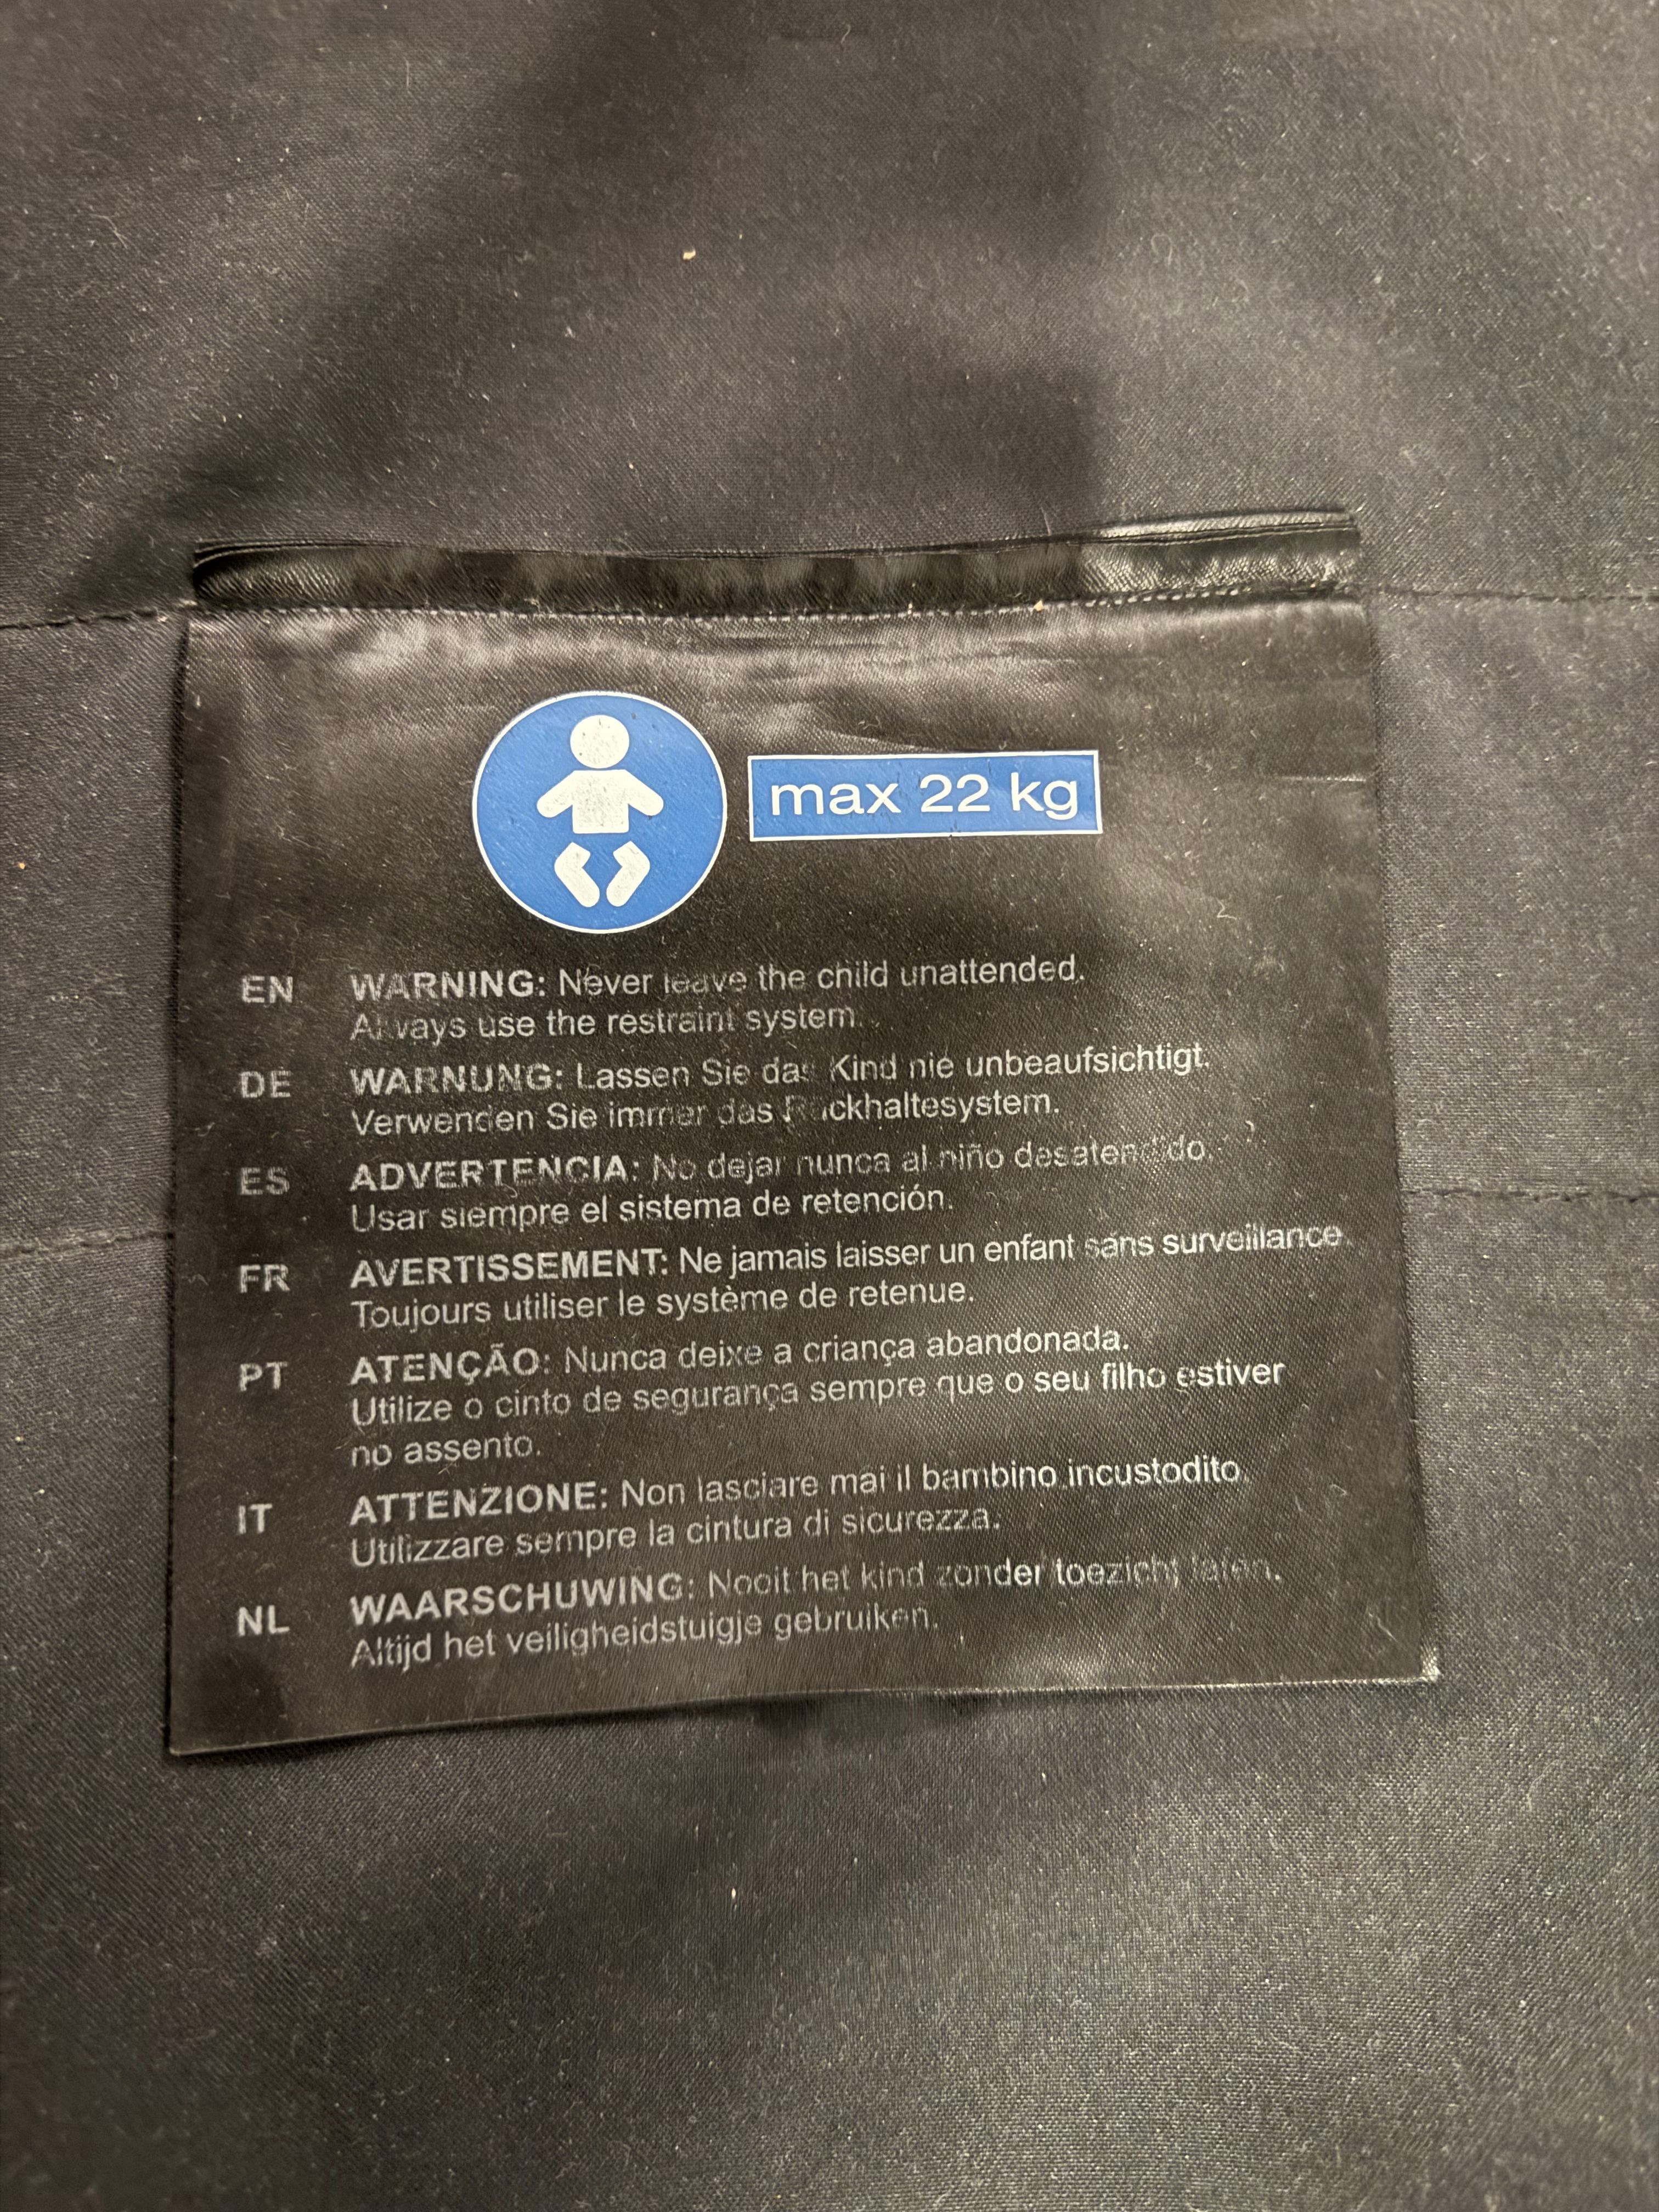 max 22 kg
EN WARNING: Never leave the child unattended.
Always use the restraint system.
DE WARNUNG: Lassen Sie das Kind nie unbeaufsichtigt.
Verwenden Sie immer das Rückhaltesystem.
ES ADVERTENCIA: No dejar nunca al niño desatendido.
Usar siempre el sistema de retención.
FR AVERTISSEMENT: Ne jamais laisser un enfant sans surveillance.
Toujours utiliser le système de retenue.
PT ATENÇÃO: Nunca deixe a criança abandonada.
Utilize o cinto de segurança sempre que o seu filho estiver
no assento.
IT ATTENZIONE: Non lasciare mai il bambino incustodito.
Utilizzare sempre la cintura di sicurezza.
NL WAARSCHUWING: Nooit het kind zonder toezicht laten.
Altijd het veiligheidstuigje gebruiken.